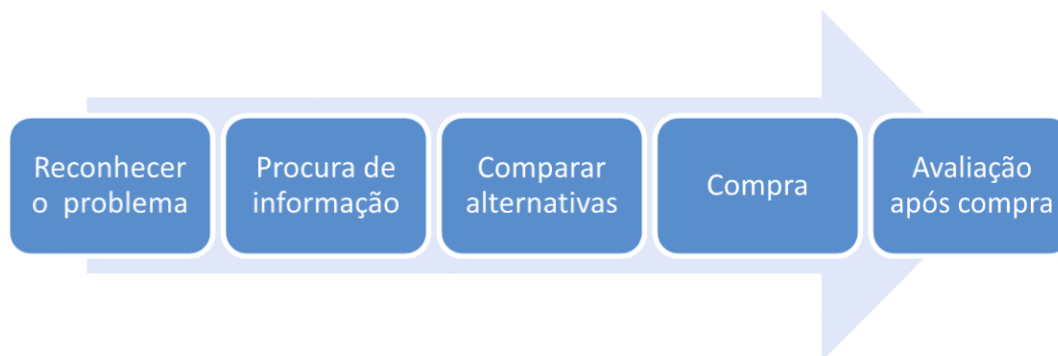 Reconhecer
o problema
Procura de
informação
Comparar
alternativas
Compra
Avaliação
após compra